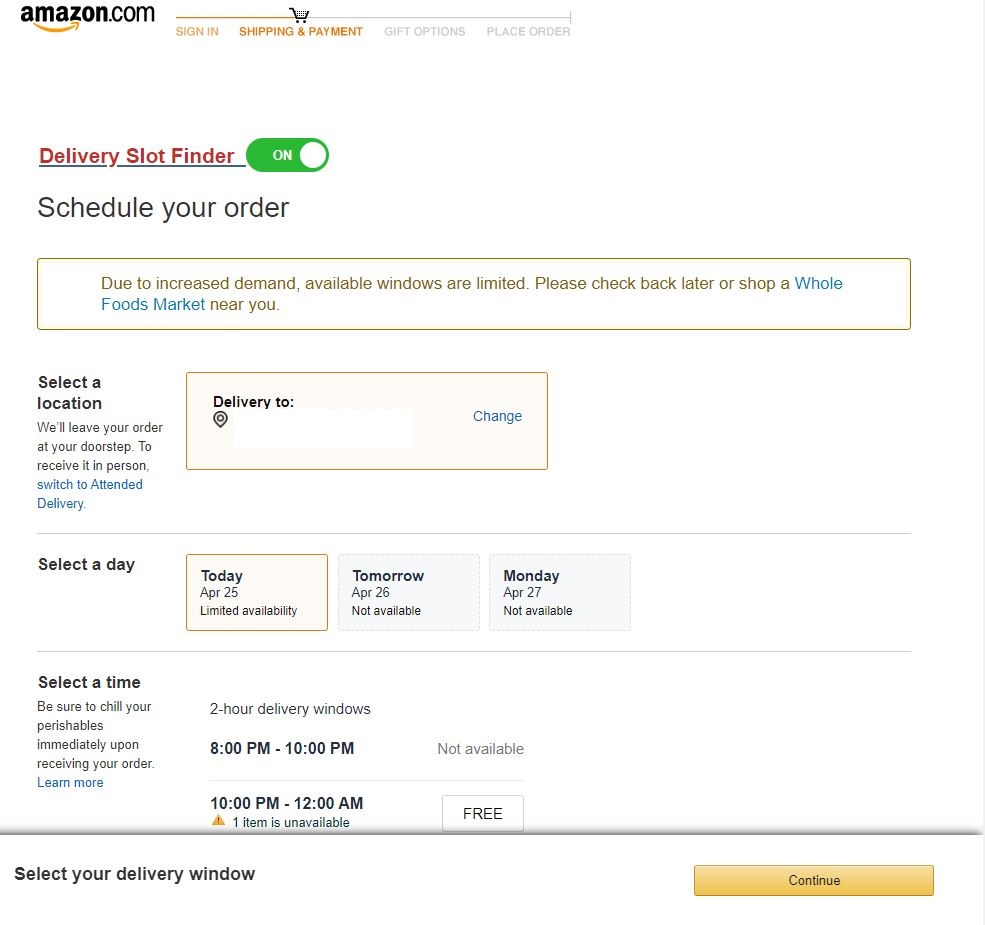 amazon.com
SIGN IN SHIPPING & PAYMENT GIFT OPTIONS PLACE ORDER
Delivery Slot Finder ON
Schedule your order
Due to increased demand, available windows are limited. Please check back later or shop a Whole
Foods Market near you.
Select a
location
We'll leave your order
at your doorstep. To
receive it in person,
switch to Attended
Delivery.
Delivery to:
Change
Select a day
Today
Apr 25
Limited availability
Tomorrow
Apr 26
Not available
Monday
Apr 27
Not available
Select a time
Be sure to chill your
perishables
immediately upon
receiving your order.
Learn more
2-hour delivery windows
8:00 PM - 10:00 PM Not available
10:00 PM - 12:00 AM FREE
1 item is unavailable
Select your delivery window Continue